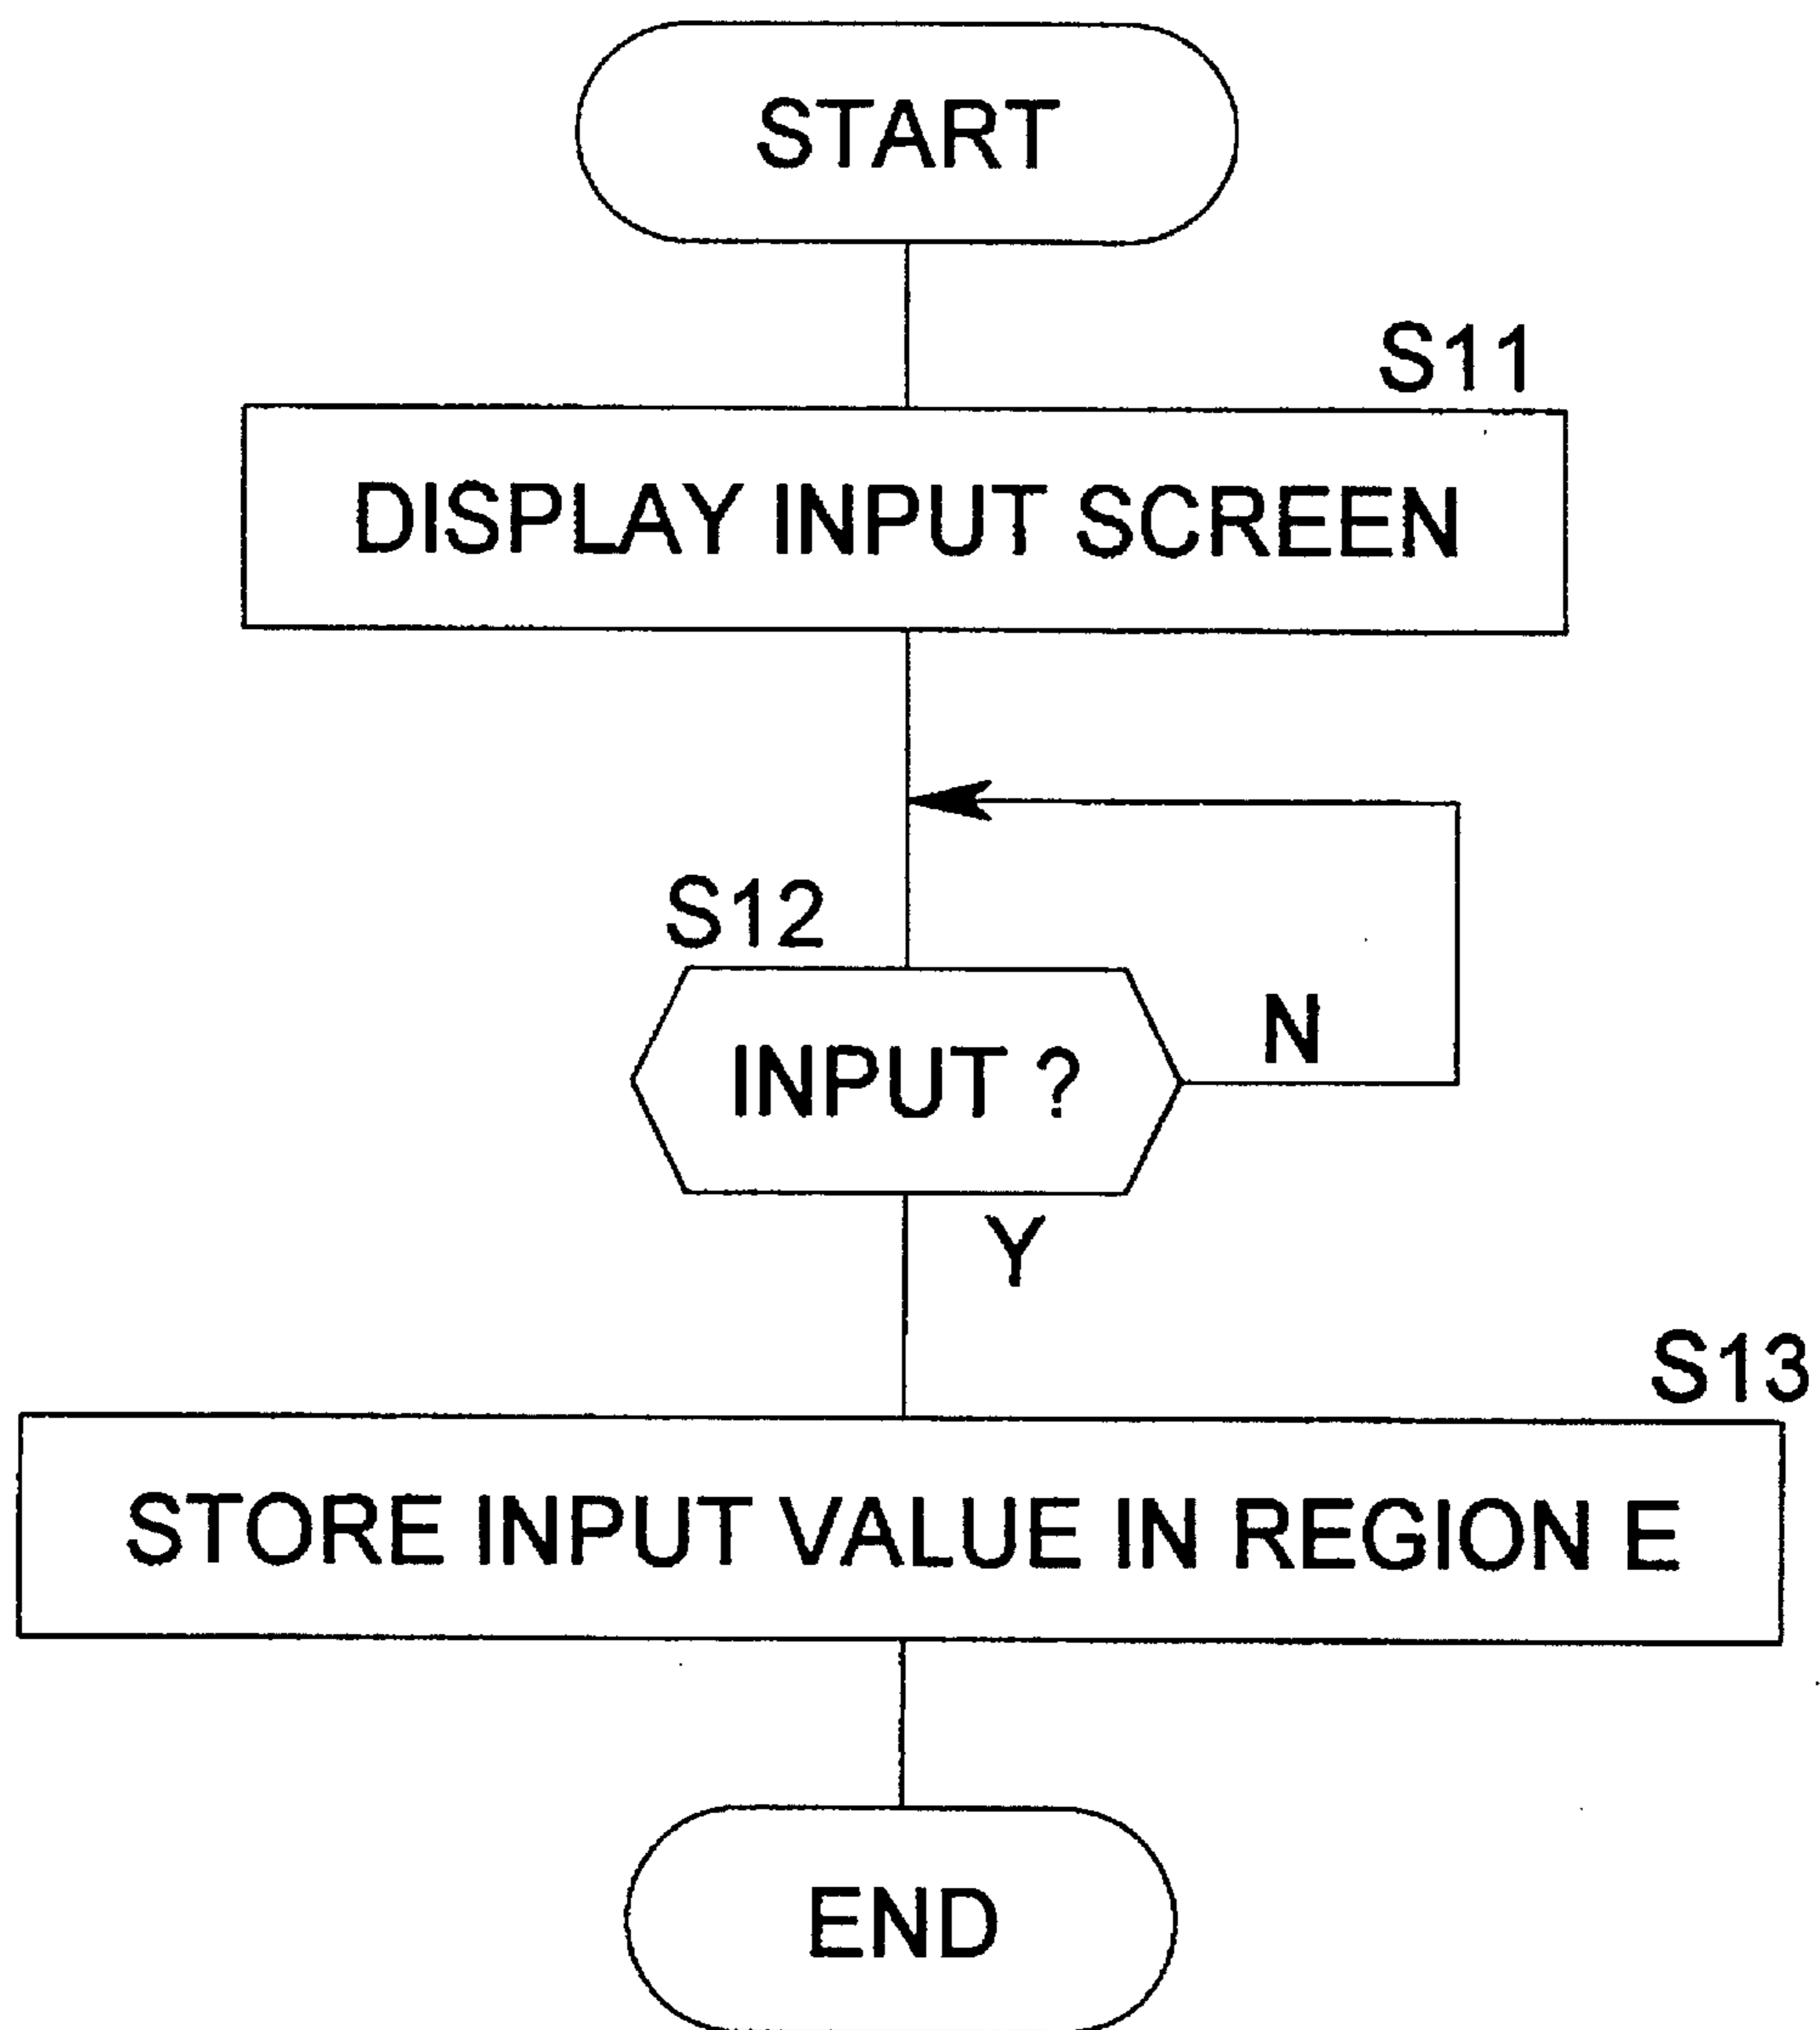 START
S11
DISPLAY INPUT SCREEN
S12
INPUT ?
N
Y
S13
STORE INPUT VALUE IN REGION E
END